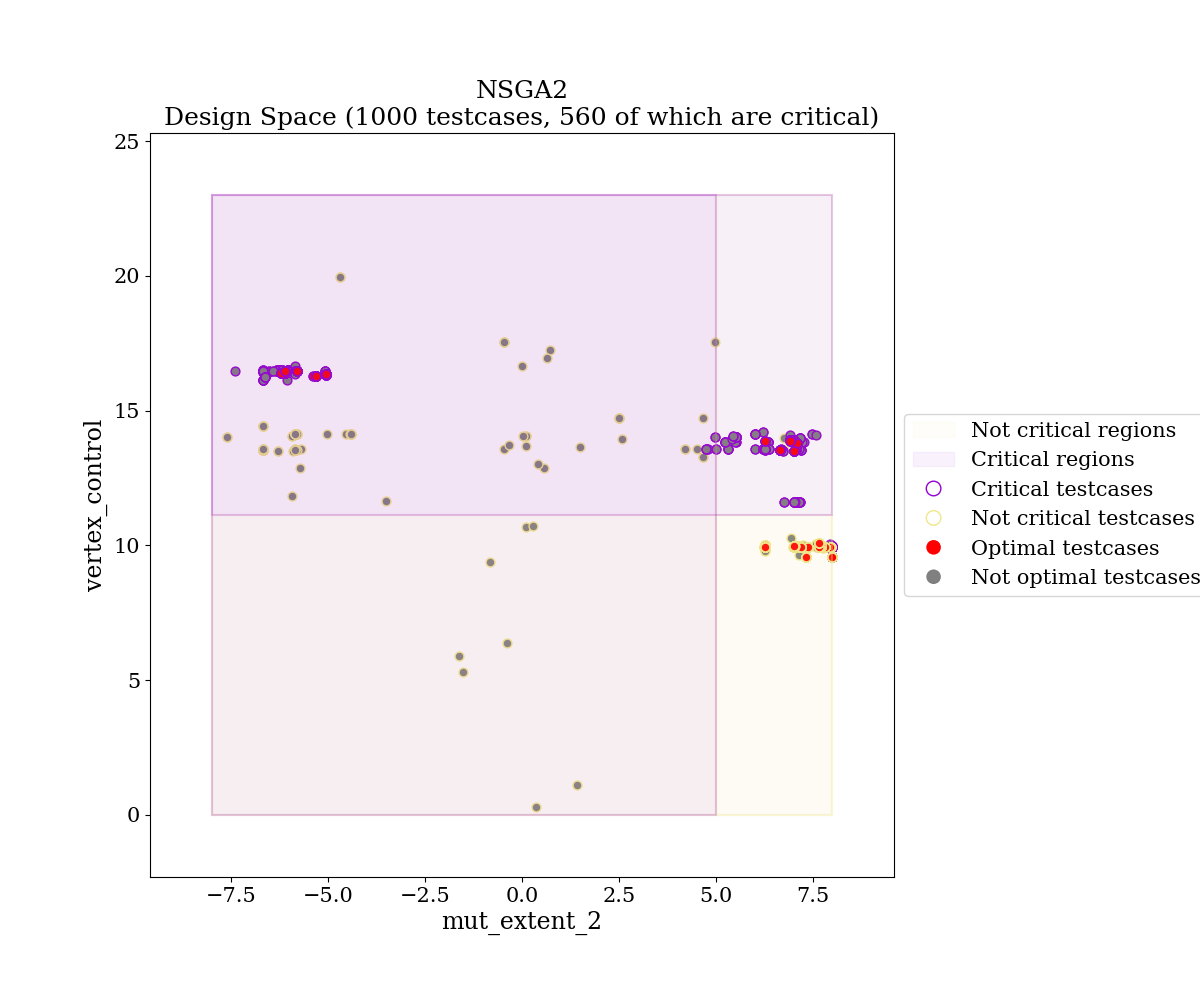 NSGA2
Design Space (1000 testcases, 560 of which are critical)
25
20
15
10
5
0
vertex_control
−7.5
−5.0
−2.5
0.0
2.5
5.0
7.5
mut_extent_2
Not critical regions
Critical regions
Critical testcases
Not critical testcases
Optimal testcases
Not optimal testcases